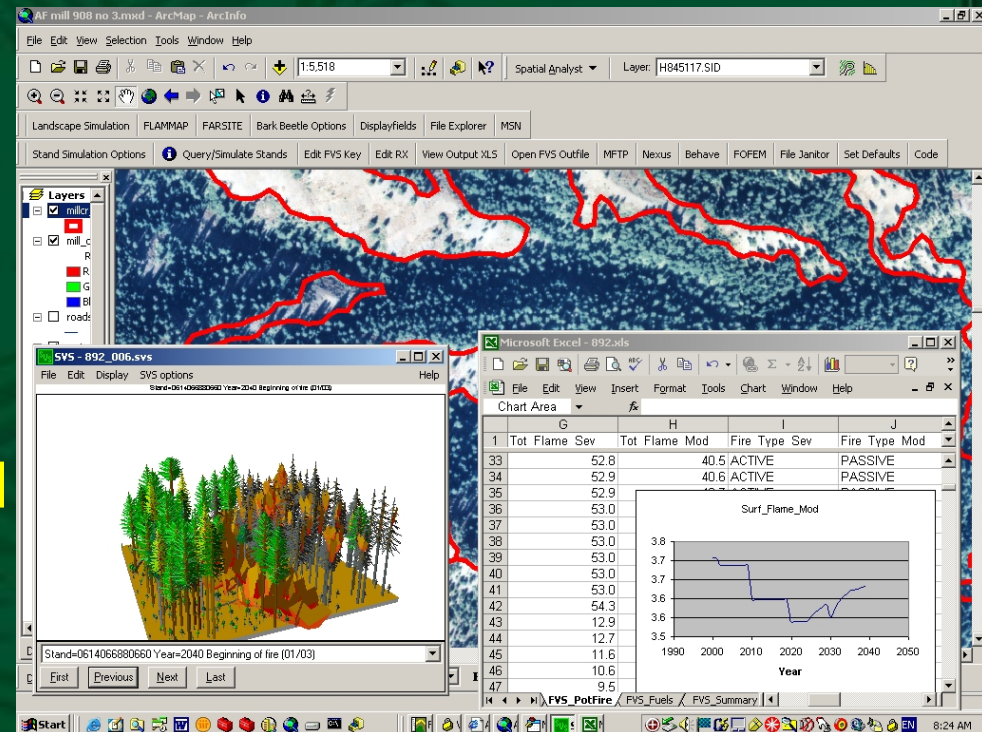 AF mill 908 no 3.mxd - ArcMap - ArcInfo
File Edit View Selection Tools Window Help
1:5,518 Spatial Analyst Layer: H845117.SID
Landscape Simulation FLAMMAP FARSITE Bark Beetle Options Displayfields File Explorer MSN
Stand Simulation Options Query/Simulate Stands Edit FVS Key Edit RX View Output XLS Open FVS Outfile MFTP Nexus Behave FOFEM File Janitor Set Defaults Code
Layers
millcr
mill_c
R
R
G
Bl
roads
SVS - 892_006.svs
File Edit Display SVS options Help
Stand=0614066880660 Year=2040 Beginning of fire (01/03)
Stand=0614066880660 Year=2040 Beginning of fire (01/03)
First Previous Next Last
Microsoft Excel - 892.xls
File Edit View Insert Format Tools Chart Window Help
Chart Area fx
G H I J
1 Tot Flame Sev Tot Flame Mod Fire Type Sev Fire Type Mod
33 52.8 40.5 ACTIVE PASSIVE
34 52.9 40.6 ACTIVE PASSIVE
35 52.9
36 53.0
37 53.0
38 53.0
39 53.0
40 53.0
41 53.0
42 54.3
43 12.9
44 12.7
45 11.6
46 10.6
47 9.5
Surf_Flame_Mod
3.8
3.7
3.7
3.6
3.6
3.5
1990 2000 2010 2020 2030 2040 2050
Year
FVS_PotFire FVS_Fuels FVS_Summary
Start EN 8:24 AM